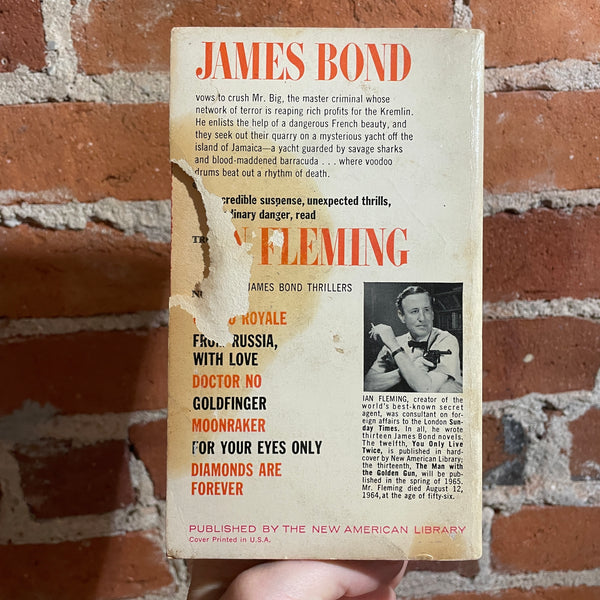 JAMES BOND
vows to crush Mr. Big, the master criminal whose
network of terror is reaping rich profits for the Kremlin.
He enlists the help of a dangerous French beauty, and
they seek out their quarry on a mysterious yacht off the
island of Jamaica—a yacht guarded by savage sharks
and blood-maddened barracuda . . . where voodoo
drums beat out a rhythm of death.
credible suspense, unexpected thrills,
dinary danger, read
N FLEMING
JAMES BOND THRILLERS
O ROYALE
FROM RUSSIA,
WITH LOVE
DOCTOR NO
GOLDFINGER
MOONRAKER
FOR YOUR EYES ONLY
DIAMONDS ARE
FOREVER
IAN FLEMING, creator of the
world's best-known secret
agent, was consultant on for-
eign affairs to the London Sun-
day Times. In all, he wrote
thirteen James Bond novels.
The twelfth, You Only Live
Twice, is published in hard-
cover by New American Library;
the thirteenth, The Man with
the Golden Gun, will be pub-
lished in the spring of 1965.
Mr. Fleming died August 12,
1964, at the age of fifty-six.
PUBLISHED BY THE NEW AMERICAN LIBRARY
Cover Printed in U.S.A.